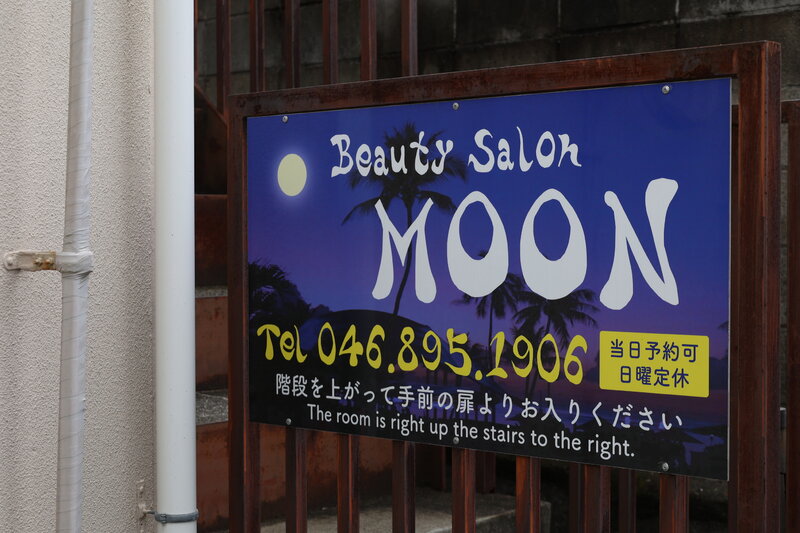 Beauty Salon
MOON
Tel 046.895.1906
当日予約可
日曜定休
階段を上がって手前の扉よりお入りください
The room is right up the stairs to the right.